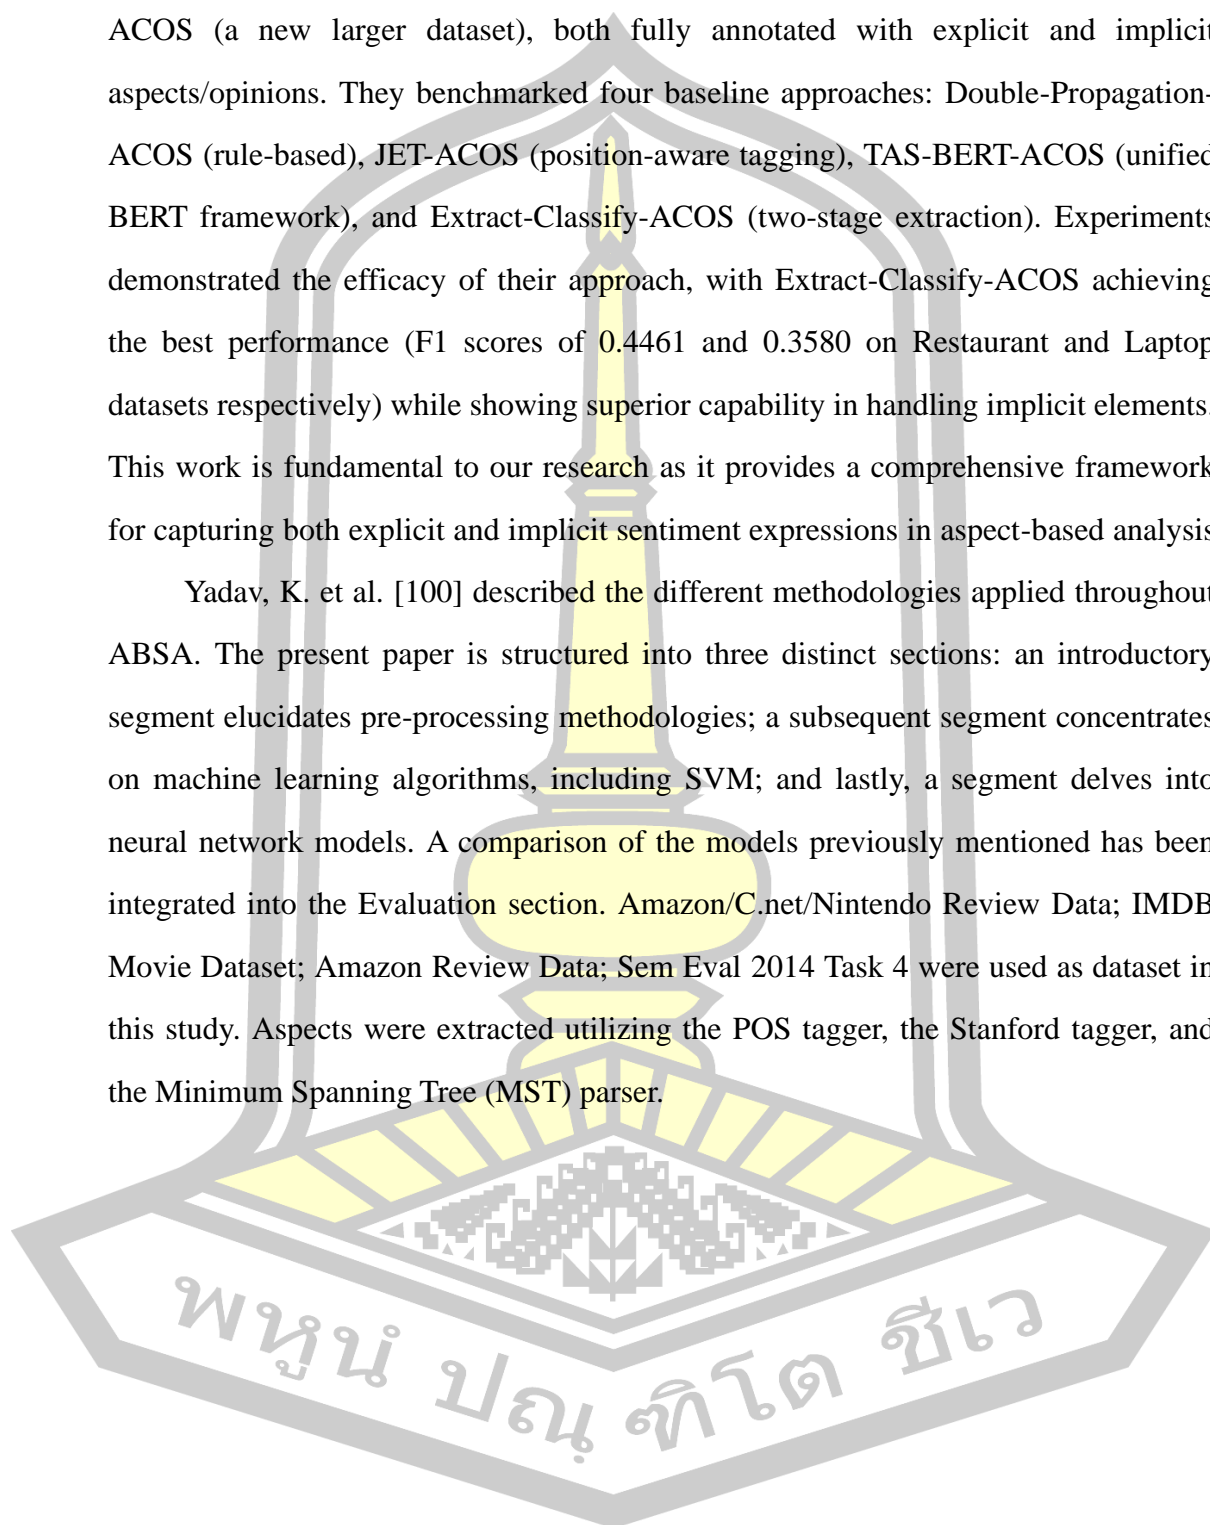 ACOS (a new larger dataset), both fully annotated with explicit and implicit
aspects/opinions. They benchmarked four baseline approaches: Double-Propagation-
ACOS (rule-based), JET-ACOS (position-aware tagging), TAS-BERT-ACOS (unified
BERT framework), and Extract-Classify-ACOS (two-stage extraction). Experiments
demonstrated the efficacy of their approach, with Extract-Classify-ACOS achieving
the best performance (F1 scores of 0.4461 and 0.3580 on Restaurant and Laptop
datasets respectively) while showing superior capability in handling implicit elements.
This work is fundamental to our research as it provides a comprehensive framework
for capturing both explicit and implicit sentiment expressions in aspect-based analysis
Yadav, K. et al. [100] described the different methodologies applied throughout
ABSA. The present paper is structured into three distinct sections: an introductory
segment elucidates pre-processing methodologies; a subsequent segment concentrates
on machine learning algorithms, including SVM; and lastly, a segment delves into
neural network models. A comparison of the models previously mentioned has been
integrated into the Evaluation section. Amazon/C.net/Nintendo Review Data; IMDB
Movie Dataset; Amazon Review Data; Sem Eval 2014 Task 4 were used as dataset in
this study. Aspects were extracted utilizing the POS tagger, the Stanford tagger, and
the Minimum Spanning Tree (MST) parser.
พหูนํ ปณฺฑิโต ชีเว